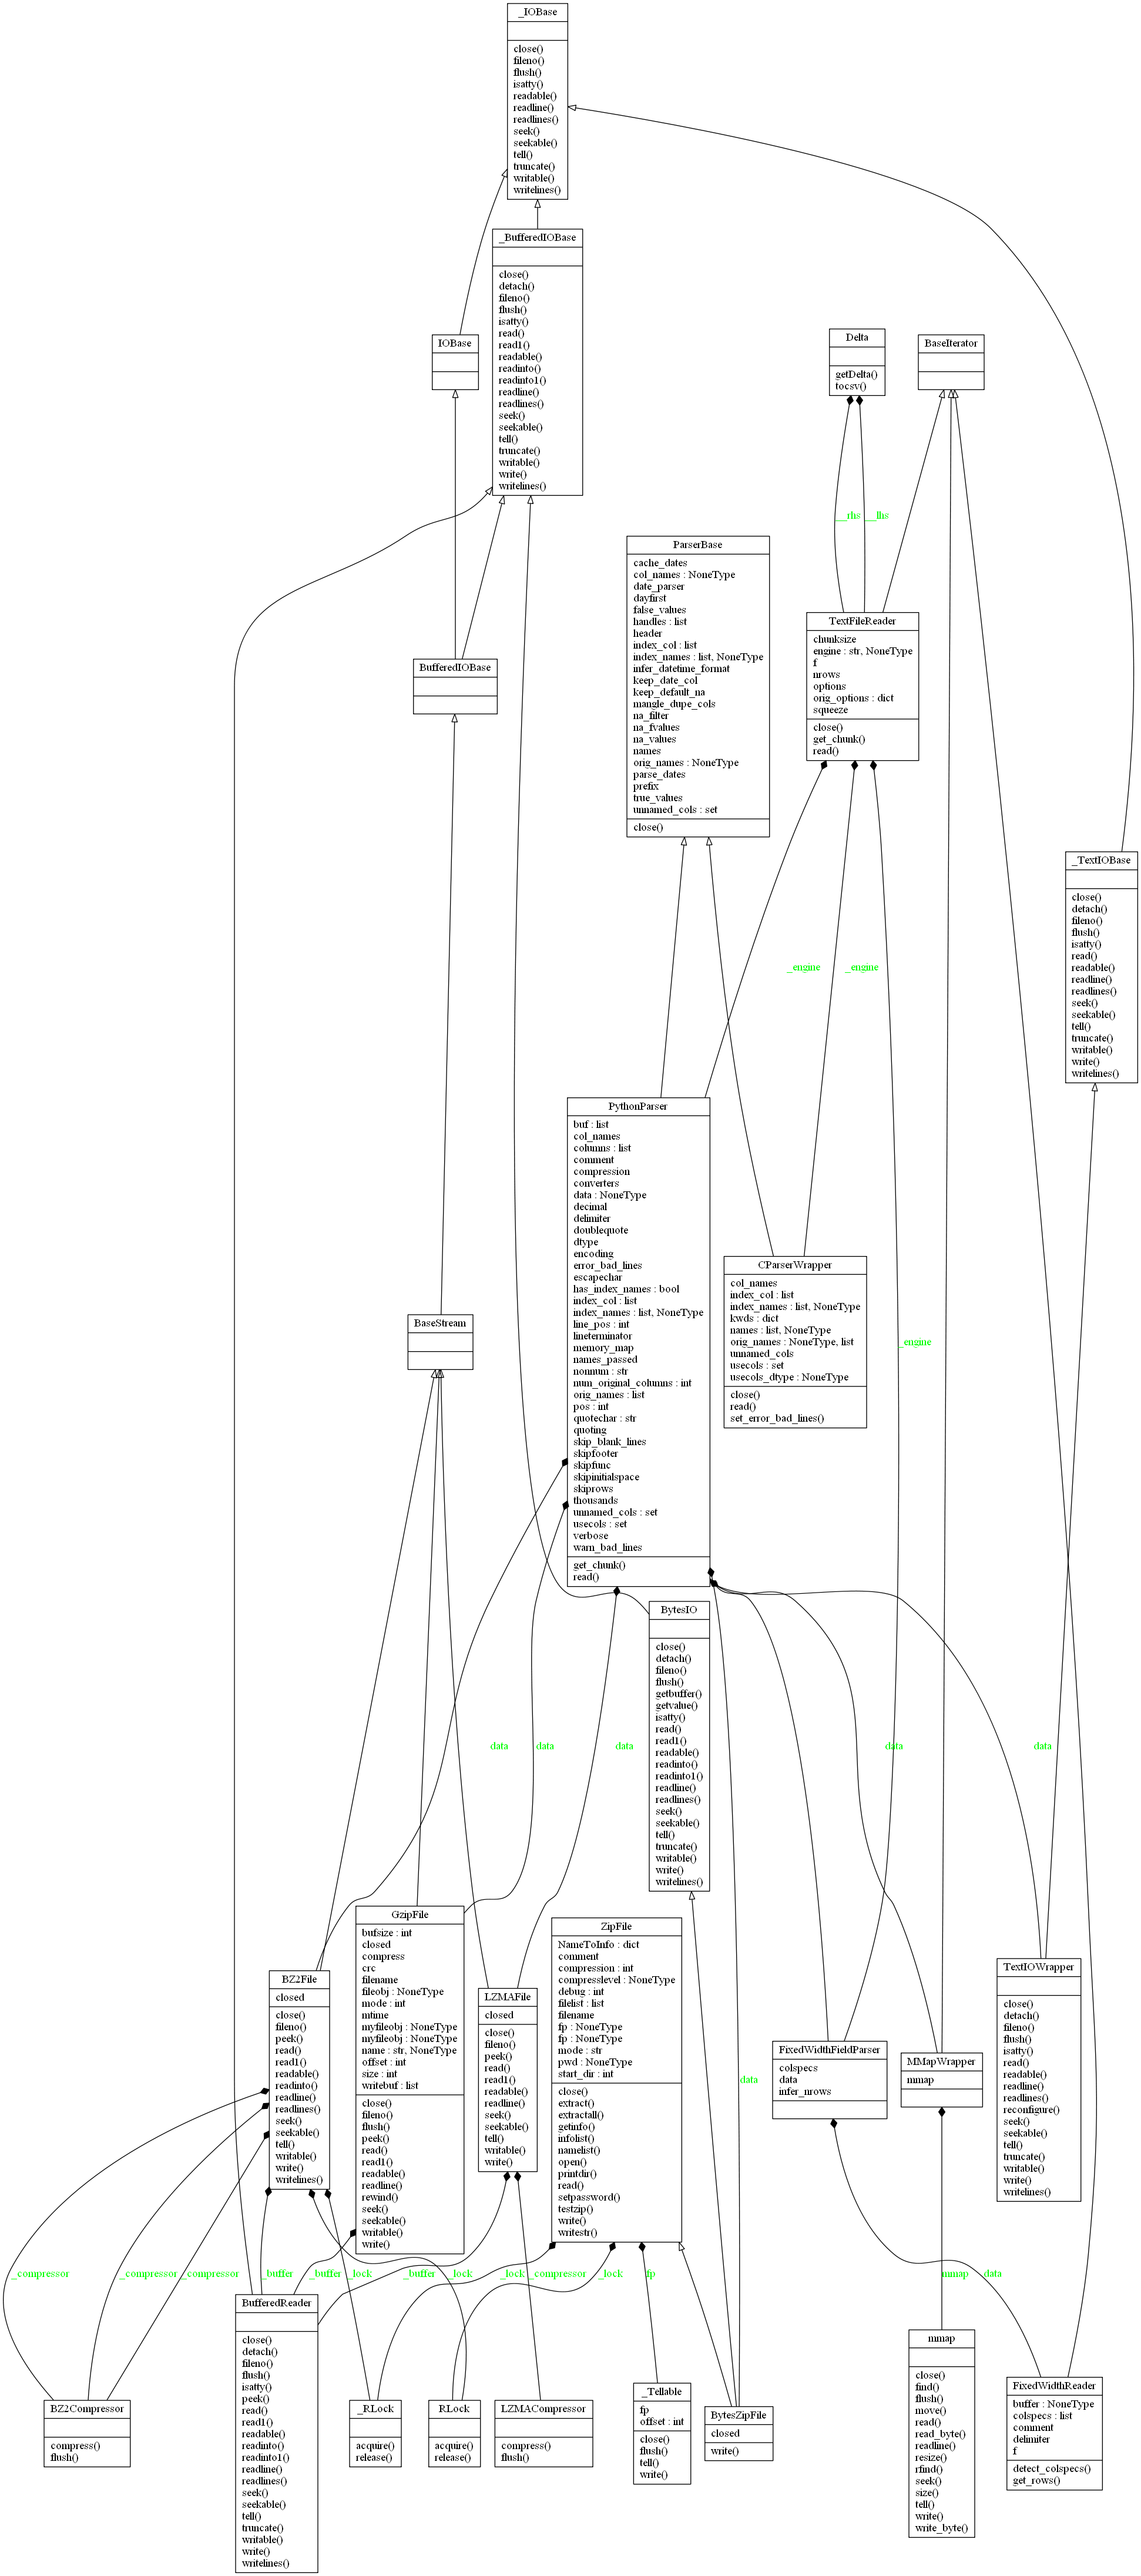 _IOBase
close()
fileno()
flush()
isatty()
readable()
readline()
readlines()
seek()
seekable()
tell()
truncate()
writable()
writelines()
_BufferedIOBase
close()
detach()
fileno()
flush()
isatty()
read()
read1()
readable()
readinto()
readinto1()
readline()
readlines()
seek()
seekable()
tell()
truncate()
writable()
write()
writelines()
IOBase
Delta
getDelta()
tocsv()
BaseIterator
__rhs
__lhs
ParserBase
cache_dates
col_names : NoneType
date_parser
dayfirst
false_values
handles : list
header
index_col : list
index_names : list, NoneType
infer_datetime_format
keep_date_col
keep_default_na
mangle_dupe_cols
na_filter
na_fvalues
na_values
names
orig_names : NoneType
parse_dates
prefix
true_values
unnamed_cols : set
close()
TextFileReader
chunksize
engine : str, NoneType
f
nrows
options
orig_options : dict
squeeze
close()
get_chunk()
read()
BufferedIOBase
_TextIOBase
close()
detach()
fileno()
flush()
isatty()
read()
readable()
readline()
readlines()
seek()
seekable()
tell()
truncate()
writable()
write()
writelines()
_engine
_engine
PythonParser
buf : list
col_names
columns : list
comment
compression
converters
data : NoneType
decimal
delimiter
doublequote
dtype
encoding
error_bad_lines
escapechar
has_index_names : bool
index_col : list
index_names : list, NoneType
line_pos : int
lineterminator
memory_map
names_passed
nonnum : str
num_original_columns : int
orig_names : list
pos : int
quotechar : str
quoting
skip_blank_lines
skipfooter
skipfunc
skipinitialspace
skiprows
thousands
unnamed_cols : set
usecols : set
verbose
warn_bad_lines
get_chunk()
read()
CParserWrapper
col_names
index_col : list
index_names : list, NoneType
kwds : dict
names : list, NoneType
orig_names : NoneType, list
unnamed_cols
usecols : set
usecols_dtype : NoneType
close()
read()
set_error_bad_lines()
BaseStream
_engine
BytesIO
close()
detach()
fileno()
flush()
getbuffer()
getvalue()
isatty()
read()
read1()
readable()
readinto()
readinto1()
readline()
readlines()
seek()
seekable()
tell()
truncate()
writable()
write()
writelines()
data
data
data
data
data
GzipFile
bufsize : int
closed
compress
crc
filename
fileobj : NoneType
mode : int
mtime
myfileobj : NoneType
myfileobj : NoneType
name : str, NoneType
offset : int
size : int
writebuf : list
close()
fileno()
flush()
peek()
read()
read1()
readable()
readline()
rewind()
seek()
seekable()
writable()
write()
ZipFile
NameToInfo : dict
comment
compression : int
compresslevel : NoneType
debug : int
filelist : list
filename
fp : NoneType
fp : NoneType
mode : str
pwd : NoneType
start_dir : int
close()
extract()
extractall()
getinfo()
infolist()
namelist()
open()
printdir()
read()
setpassword()
testzip()
write()
writestr()
BZ2File
closed
close()
fileno()
peek()
read()
read1()
readable()
readinto()
readline()
readlines()
seek()
seekable()
tell()
writable()
write()
writelines()
LZMAFile
closed
close()
fileno()
peek()
read()
read1()
readable()
readline()
seek()
seekable()
tell()
writable()
write()
data
FixedWidthFieldParser
colspecs
data
infer_nrows
MMapWrapper
mmap
TextIOWrapper
close()
detach()
fileno()
flush()
isatty()
read()
readable()
readline()
readlines()
reconfigure()
seek()
seekable()
tell()
truncate()
writable()
write()
writelines()
_compressor
_compressor
_compressor
_buffer
_buffer
_lock
_buffer
_lock
_lock
_compressor
_lock
fp
mmap
data
BufferedReader
close()
detach()
fileno()
flush()
isatty()
peek()
read()
read1()
readable()
readinto()
readinto1()
readline()
readlines()
seek()
seekable()
tell()
truncate()
writable()
write()
writelines()
BZ2Compressor
compress()
flush()
_RLock
acquire()
release()
RLock
acquire()
release()
LZMACompressor
compress()
flush()
_Tellable
fp
offset : int
close()
flush()
tell()
write()
BytesZipFile
closed
write()
mmap
close()
find()
flush()
move()
read()
read_byte()
readline()
resize()
rfind()
seek()
size()
tell()
write()
write_byte()
FixedWidthReader
buffer : NoneType
colspecs : list
comment
delimiter
f
detect_colspecs()
get_rows()